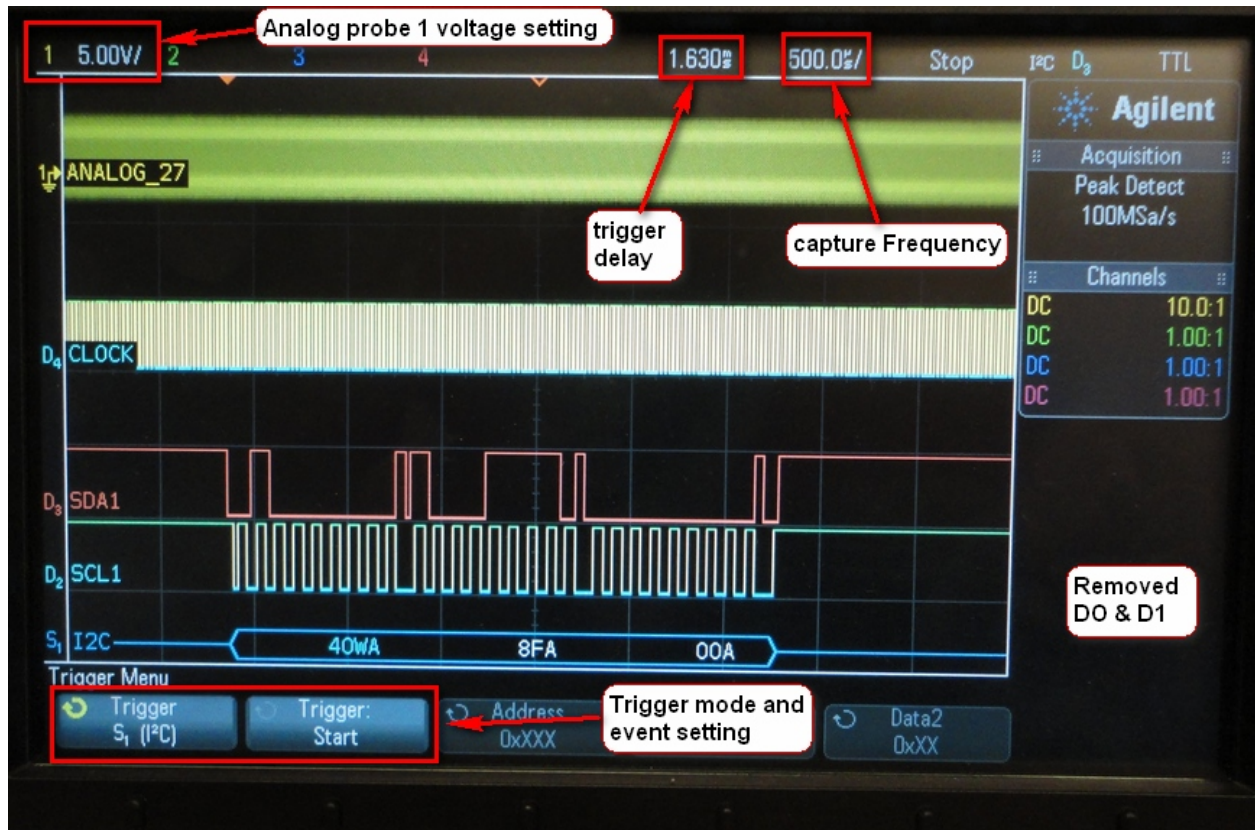 Analog probe 1 voltage setting
1 5.00V/ 2 3 4 1.630ms 500.0µs/ Stop I²C D3 TTL
Agilent
Acquisition
Peak Detect
100MSa/s
1 ANALOG_27
trigger
delay
capture Frequency
Channels
DC 10.0:1
DC 1.00:1
DC 1.00:1
DC 1.00:1
D4 CLOCK
D3 SDA1
D2 SCL1
Removed
DO & D1
S1 I2C 40WA 8FA 00A
Trigger Menu
Trigger
S1 (I²C)
Trigger:
Start
Address
0xXXX
Trigger mode and
event setting
Data2
0xXX